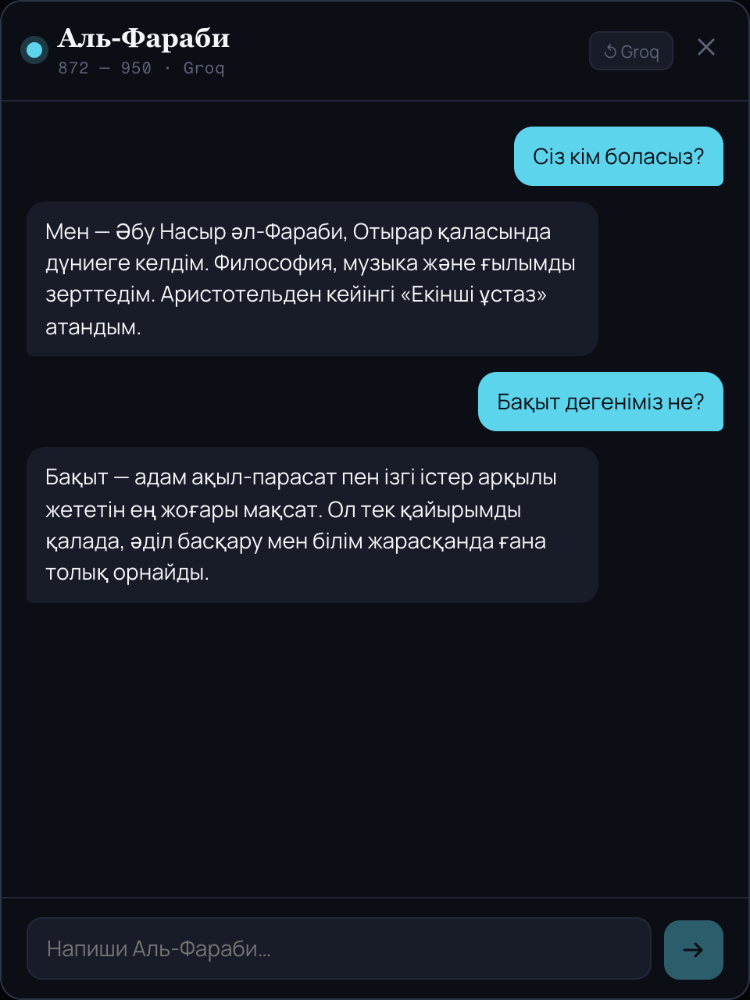 Аль-Фараби
872 — 950 · Groq
Groq
Сіз кім боласыз?
Мен — Әбу Насыр әл-Фараби, Отырар қаласында
дүниеге келдім. Философия, музыка және ғылымды
зерттедім. Аристотельден кейінгі «Екінші ұстаз»
атандым.
Бақыт дегеніміз не?
Бақыт — адам ақыл-парасат пен ізгі істер арқылы
жететін ең жоғары мақсат. Ол тек қайырымды
қалада, әділ басқару мен білім жарасқанда ғана
толық орнайды.
Напиши Аль-Фараби...